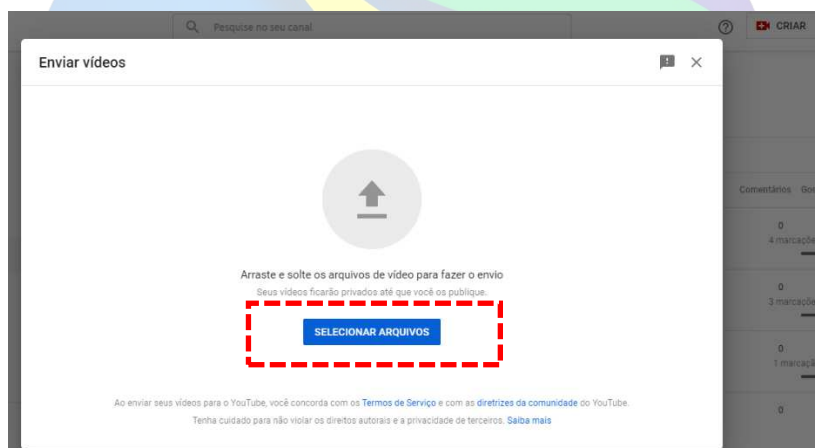 Pesquise no seu canal
CRIAR
Enviar vídeos
Comentários
0
4
Arraste e solte os arquivos de vídeo para fazer o envio
Seus vídeos ficarão privados até que você os publique.
0
3
SELECIONAR ARQUIVOS
0
1
Ao enviar seus vídeos para o YouTube, você concorda com os Termos de Serviço e com as diretrizes da comunidade do YouTube.
Tenha cuidado para não violar os direitos autorais e a privacidade de terceiros. Saiba mais
0